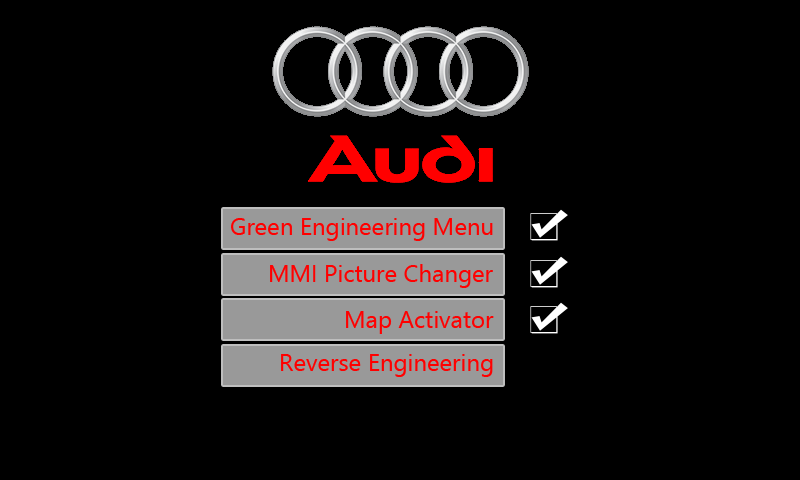 Audi
Green Engineering Menu
MMI Picture Changer
Map Activator
Reverse Engineering